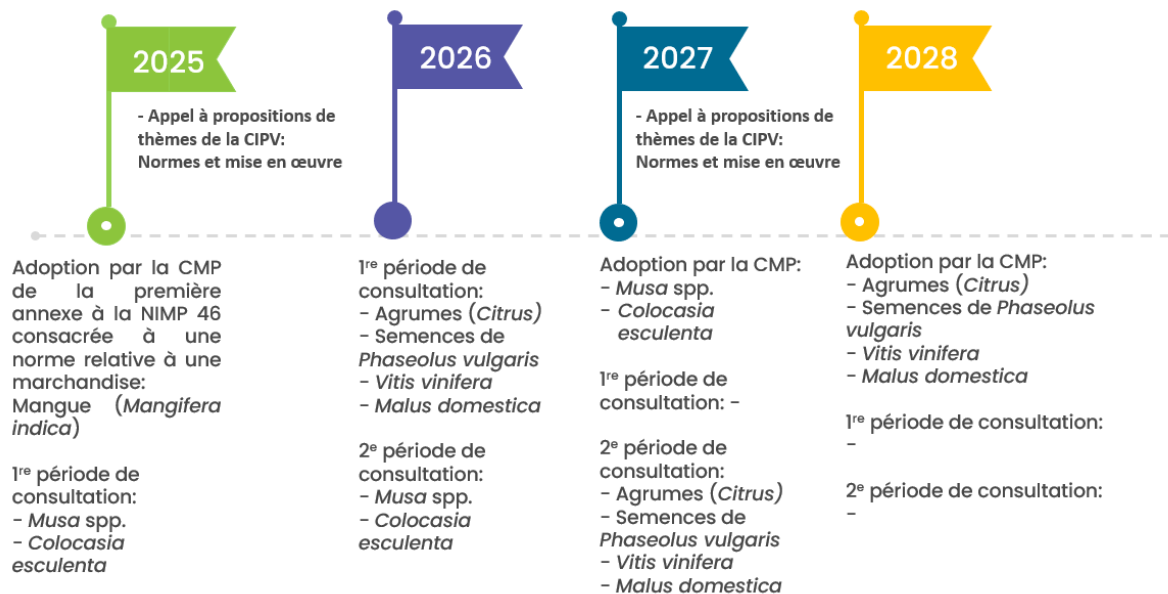 2025
- Appel à propositions de
thèmes de la CIPV:
Normes et mise en œuvre
Adoption par la CMP
de la première
annexe à la NIMP 46
consacrée à une
norme relative à une
marchandise:
Mangue (Mangifera
indica)
1re période de
consultation:
- Musa spp.
- Colocasia
esculenta
2026
1re période de
consultation:
- Agrumes (Citrus)
- Semences de
Phaseolus vulgaris
- Vitis vinifera
- Malus domestica
2e période de
consultation:
- Musa spp.
- Colocasia
esculenta
2027
- Appel à propositions de
thèmes de la CIPV:
Normes et mise en œuvre
Adoption par la CMP:
- Musa spp.
- Colocasia
esculenta
1re période de
consultation: -
2e période de
consultation:
- Agrumes (Citrus)
- Semences de
Phaseolus vulgaris
- Vitis vinifera
- Malus domestica
2028
Adoption par la CMP:
- Agrumes (Citrus)
- Semences de Phaseolus
vulgaris
- Vitis vinifera
- Malus domestica
1re période de consultation:
-
2e période de consultation:
-